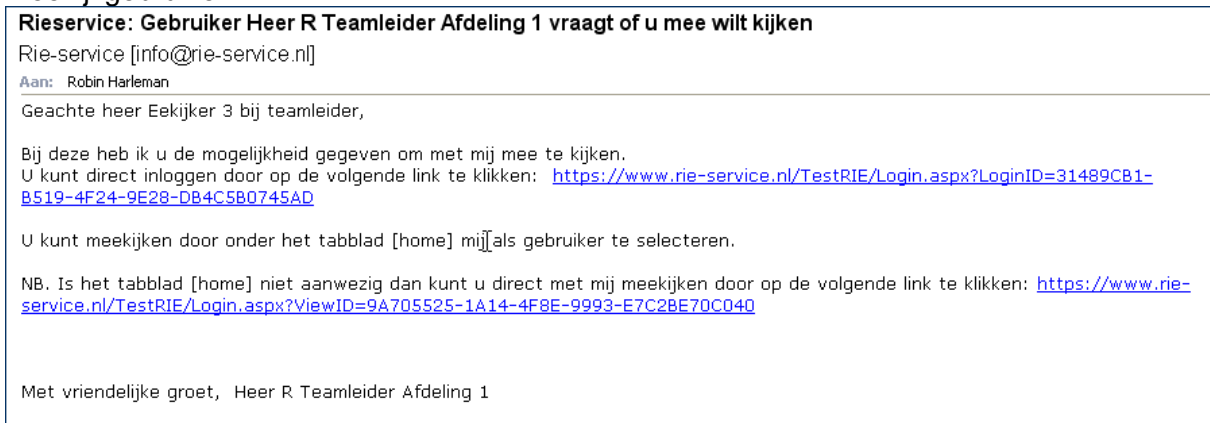 Rieservice: Gebruiker Heer R Teamleider Afdeling 1 vraagt of u mee wilt kijken
Rie-service [info@rie-service.nl]
Aan: Robin Harleman
Geachte heer Eekijker 3 bij teamleider,
Bij deze heb ik u de mogelijkheid gegeven om met mij mee te kijken.
U kunt direct inloggen door op de volgende link te klikken: https://www.rie-service.nl/TestRIE/Login.aspx?LoginID=31489CB1-
B519-4F24-9E28-DB4C5B0745AD
U kunt meekijken door onder het tabblad [home] mij als gebruiker te selecteren.
NB. Is het tabblad [home] niet aanwezig dan kunt u direct met mij meekijken door op de volgende link te klikken: https://www.rie-
service.nl/TestRIE/Login.aspx?ViewID=9A705525-1A14-4F8E-9993-E7C2BE70C040
Met vriendelijke groet, Heer R Teamleider Afdeling 1